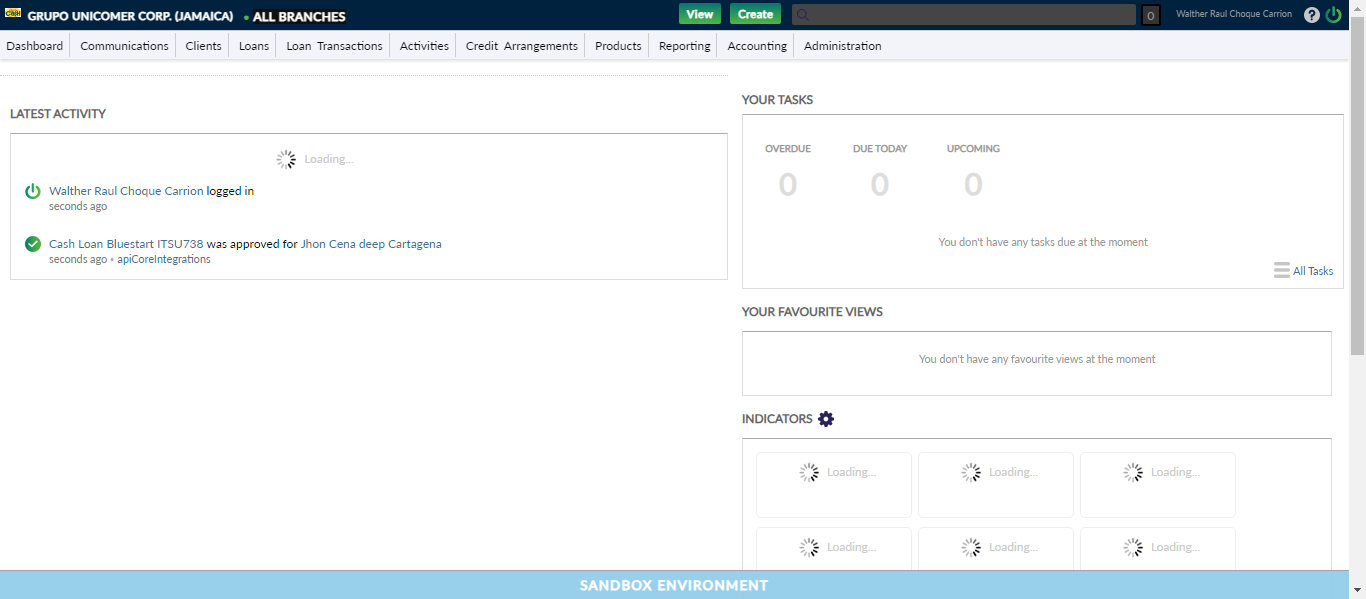 GRUPO UNICOMER CORP. (JAMAICA) • ALL BRANCHES
View
Create
0
Walther Raul Choque Carrion
?
Dashboard
Communications
Clients
Loans
Loan Transactions
Activities
Credit Arrangements
Products
Reporting
Accounting
Administration
LATEST ACTIVITY
Loading...
Walther Raul Choque Carrion logged in
seconds ago
Cash Loan Bluestart ITSU738 was approved for Jhon Cena deep Cartagena
seconds ago • apiCoreIntegrations
YOUR TASKS
OVERDUE
DUE TODAY
UPCOMING
0
0
0
You don't have any tasks due at the moment
All Tasks
YOUR FAVOURITE VIEWS
You don't have any favourite views at the moment
INDICATORS
Loading...
Loading...
Loading...
Loading...
Loading...
Loading...
SANDBOX ENVIRONMENT